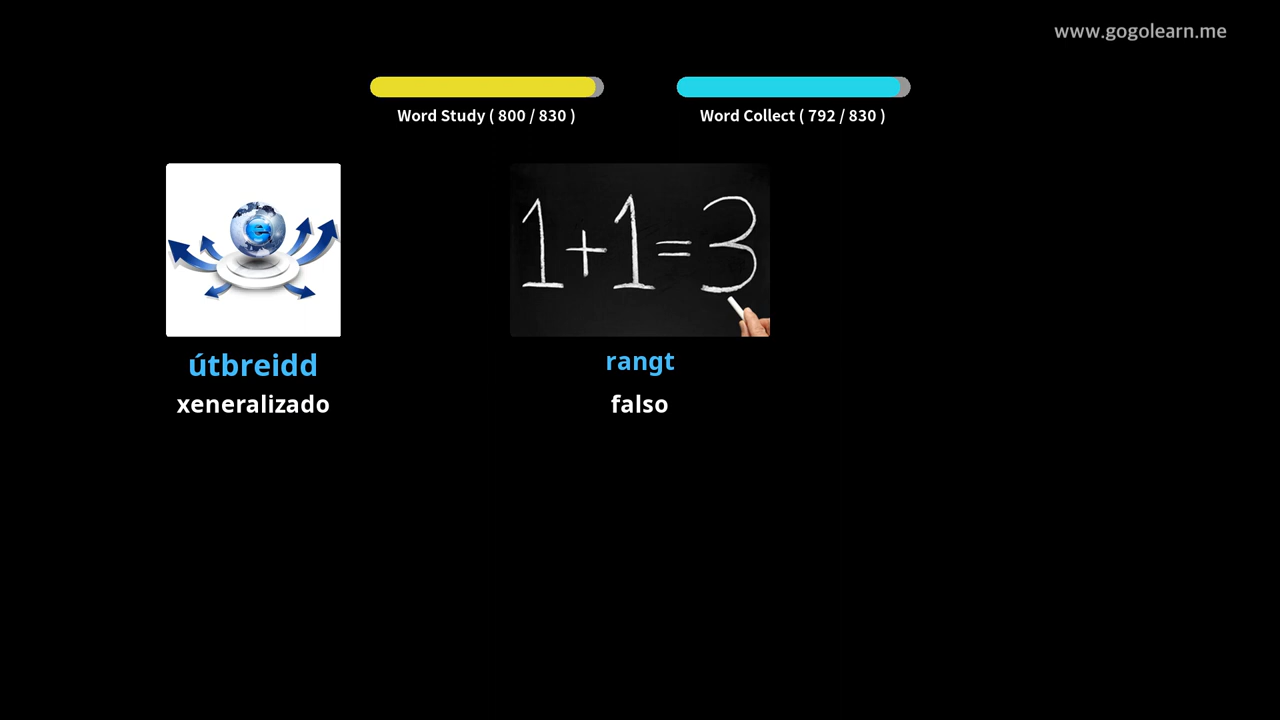 www.gogolearn.me
Word Study ( 800 / 830 )
Word Collect ( 792 / 830 )
e
1+1=3
útbreidd
rangt
xeneralizado
falso